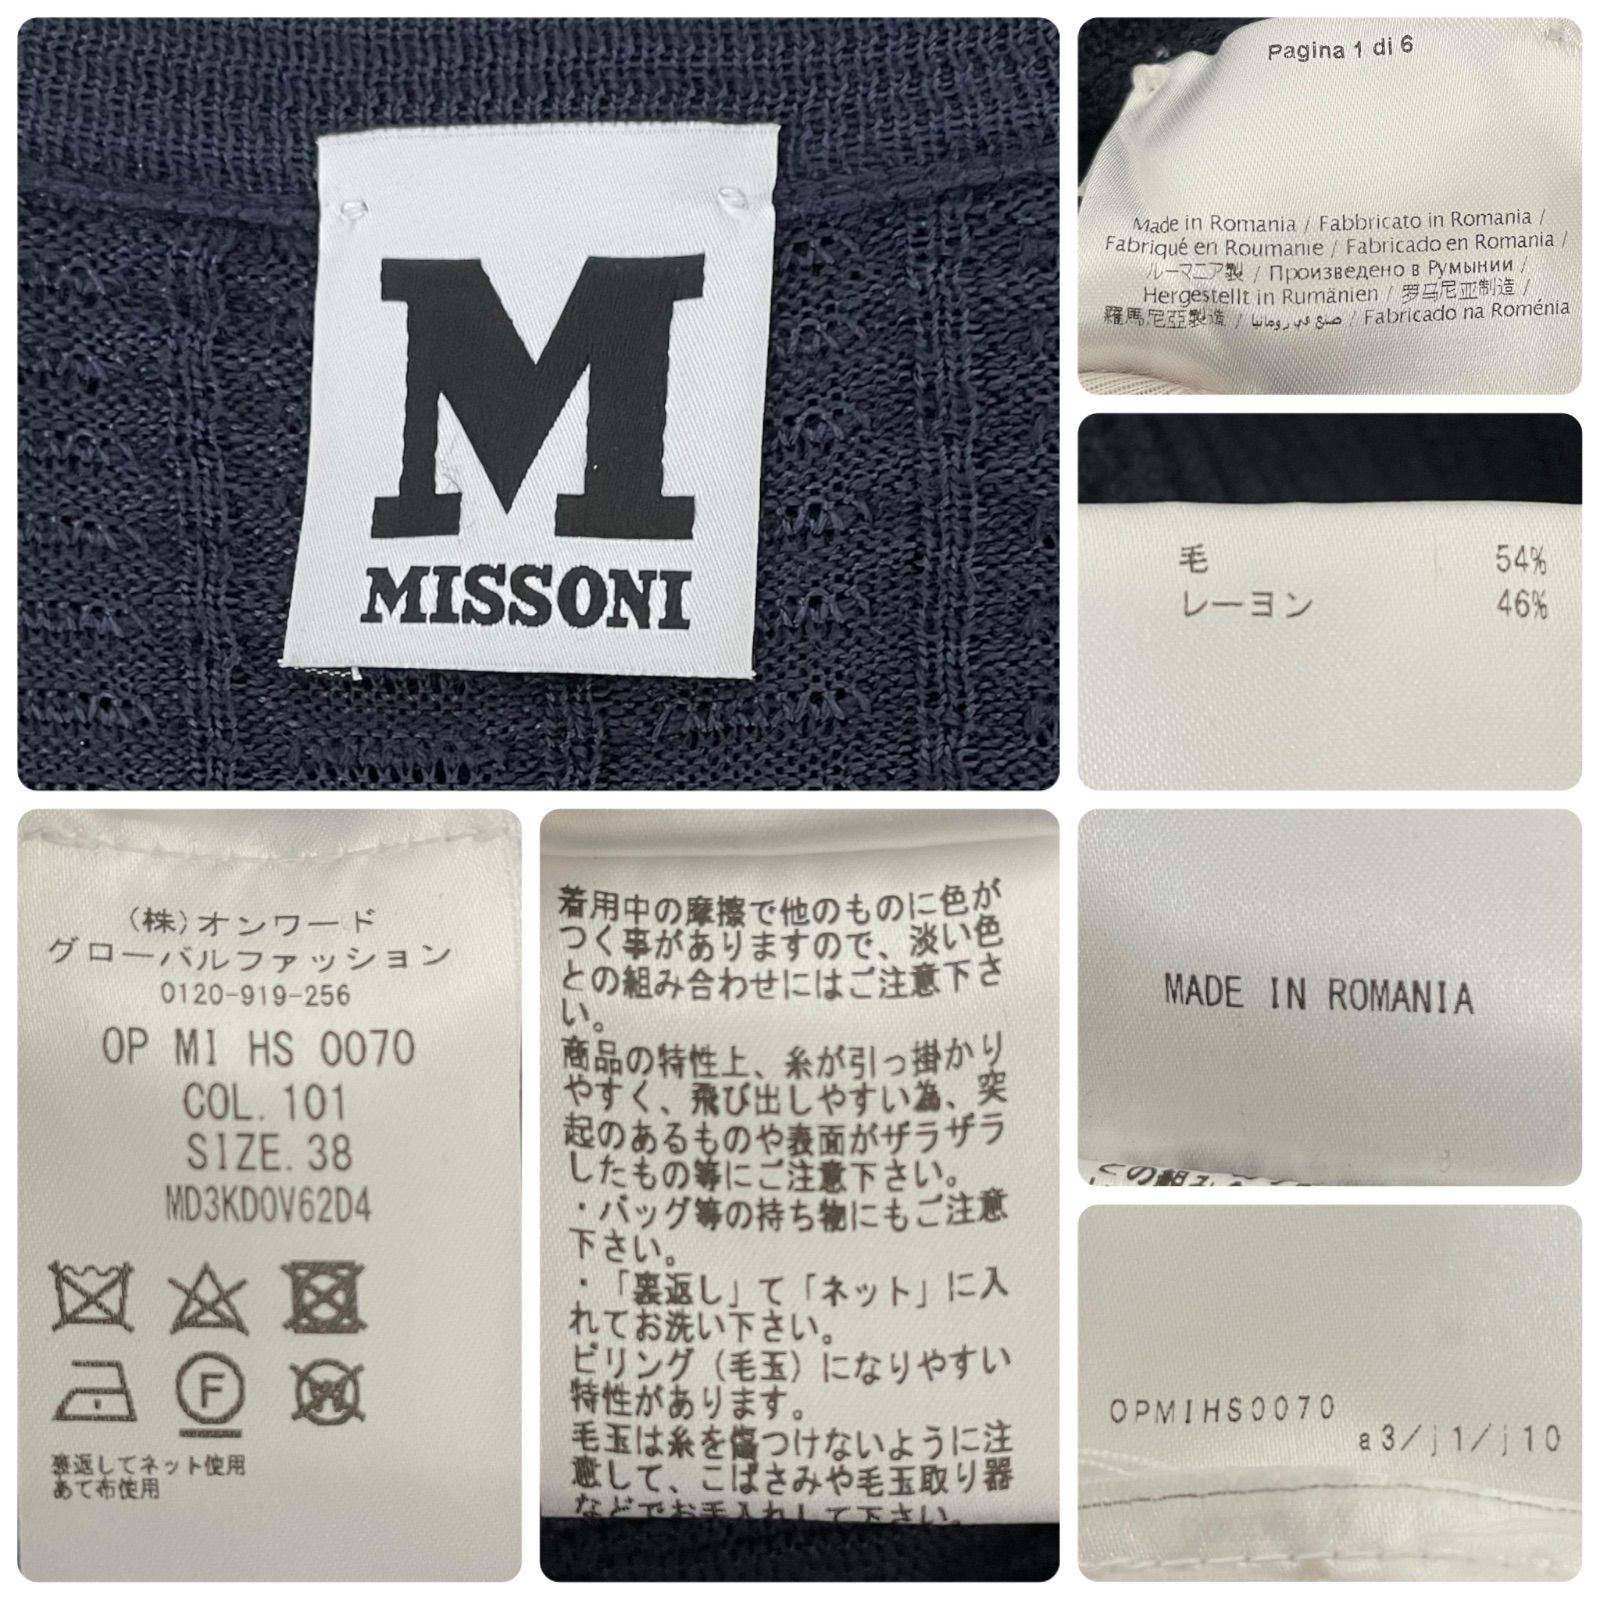 M
MISSONI
Pagina 1 di 6
Made in Romania / Fabbricato in Romania /
Fabriqué en Roumanie / Fabricado en Romania /
ルーマニア製 / Произведено в Румынии /
Hergestellt in Rumänien / 罗马尼亚制造 /
羅馬尼亞製造 / صنع في رومانيا / Fabricado na Roménia
毛 54%
レーヨン 46%
(株)オンワード
グローバルファッション
0120-919-256
OP MI HS 0070
COL.101
SIZE.38
MD3KD0V62D4
F
裏返してネット使用
あて布使用
着用中の摩擦で他のものに色が
つく事がありますので、淡い色
との組み合わせにはご注意下さ
い。
商品の特性上、糸が引っ掛かり
やすく、飛び出しやすい為、突
起のあるものや表面がザラザラ
したもの等にご注意下さい。
・バッグ等の持ち物にもご注意
下さい。
・「裏返し」て「ネット」に入
れてお洗い下さい。
ピリング(毛玉)になりやすい
特性があります。
毛玉は糸を傷つけないように注
意して、こばさみや毛玉取り器
などでお手入れして下さい。
MADE IN ROMANIA
OPMIHS0070
a3/j1/j10